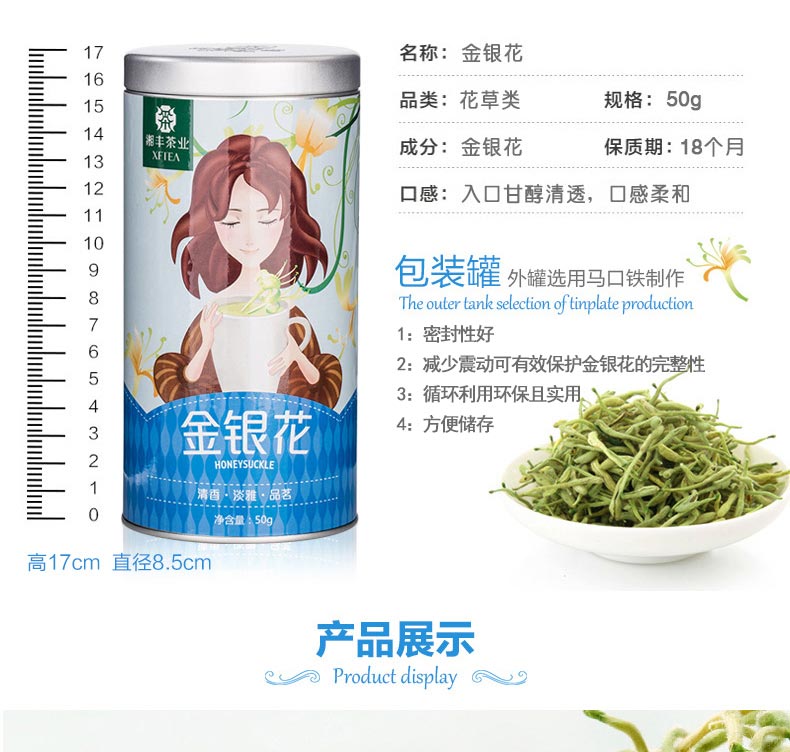 17
16
15
14
13
12
11
10
9
8
7
6
5
4
3
2
1
0
湘丰茶业
XFTEA
金银花
HONEYSUCKLE
清香·淡雅·品茗
净含量:50g
高17cm 直径8.5cm
名称: 金银花
品类: 花草类 规格: 50g
成分: 金银花 保质期: 18个月
口感: 入口甘醇清透, 口感柔和
包装罐 外罐选用马口铁制作
The outer tank selection of tinplate production
1: 密封性好
2: 减少震动可有效保护金银花的完整性
3: 循环利用环保且实用
4: 方便储存
产品展示
Product display